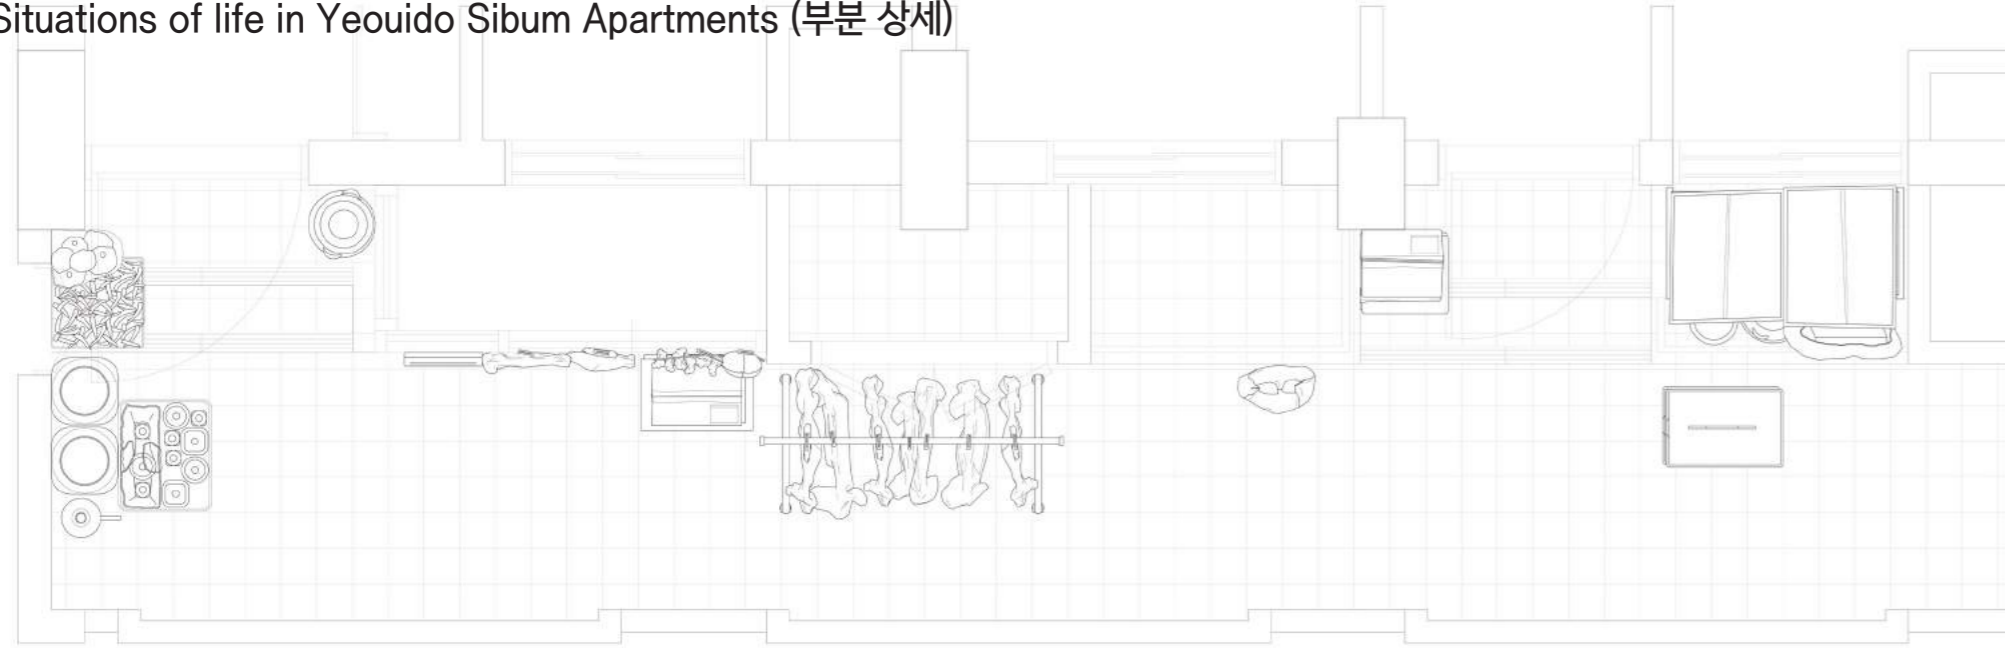 Situations of life in Yeouido Sibum Apartments (부분 상세)